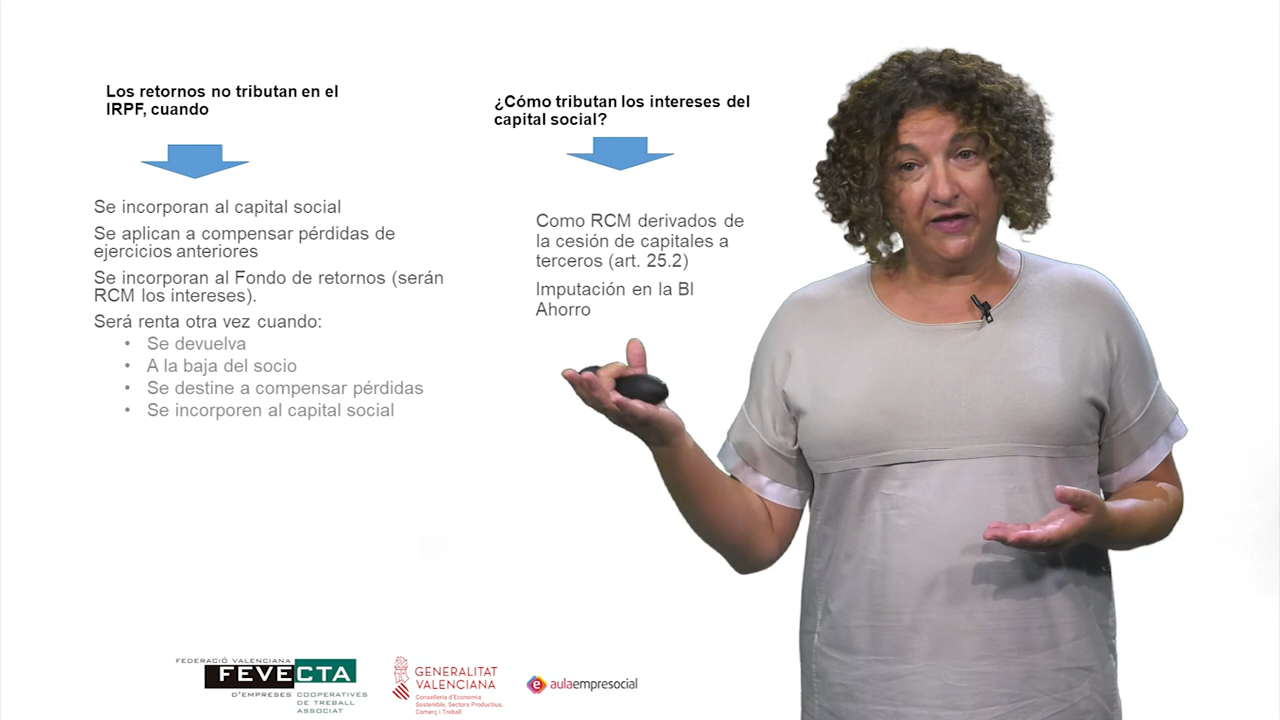 Los retornos no tributan en el
IRPF, cuando
Se incorporan al capital social
Se aplican a compensar pérdidas de
ejercicios anteriores
Se incorporan al Fondo de retornos (serán
RCM los intereses).
Será renta otra vez cuando:
• Se devuelva
• A la baja del socio
• Se destine a compensar pérdidas
• Se incorporen al capital social
¿Cómo tributan los intereses del
capital social?
Como RCM derivados de
la cesión de capitales a
terceros (art. 25.2)
Imputación en la BI
Ahorro
FEDERACIÓ VALENCIANA
FEVECTA
D'EMPRESES COOPERATIVES
DE TREBALL
ASSOCIAT
GENERALITAT
VALENCIANA
Conselleria d'Economia
Sostenible, Sectors Productius,
Comerç i Treball
e aulaempresocial